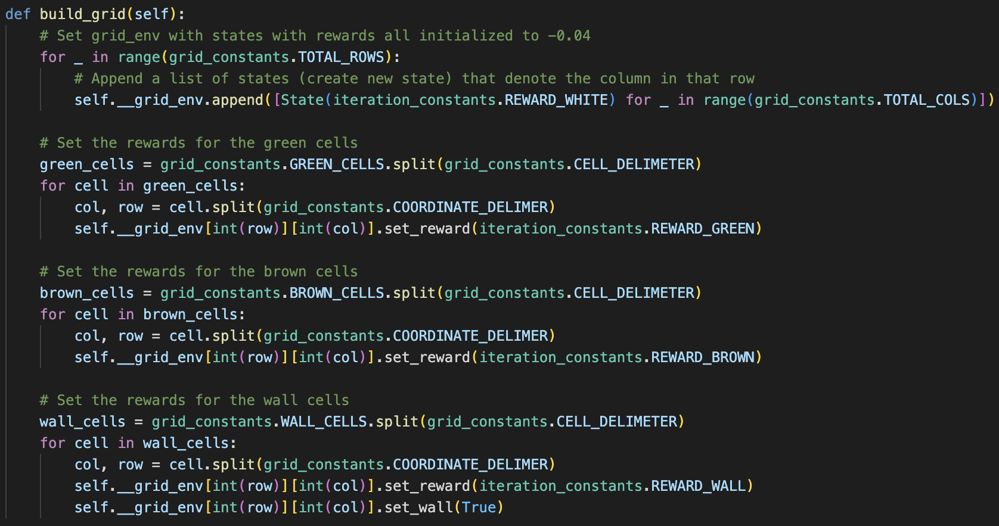 def build_grid(self):
    # Set grid_env with states with rewards all initialized to -0.04
    for _ in range(grid_constants.TOTAL_ROWS):
        # Append a list of states (create new state) that denote the column in that row
        self.__grid_env.append([State(iteration_constants.REWARD_WHITE) for _ in range(grid_constants.TOTAL_COLS)])

    # Set the rewards for the green cells
    green_cells = grid_constants.GREEN_CELLS.split(grid_constants.CELL_DELIMETER)
    for cell in green_cells:
        col, row = cell.split(grid_constants.COORDINATE_DELIMER)
        self.__grid_env[int(row)][int(col)].set_reward(iteration_constants.REWARD_GREEN)

    # Set the rewards for the brown cells
    brown_cells = grid_constants.BROWN_CELLS.split(grid_constants.CELL_DELIMETER)
    for cell in brown_cells:
        col, row = cell.split(grid_constants.COORDINATE_DELIMER)
        self.__grid_env[int(row)][int(col)].set_reward(iteration_constants.REWARD_BROWN)

    # Set the rewards for the wall cells
    wall_cells = grid_constants.WALL_CELLS.split(grid_constants.CELL_DELIMETER)
    for cell in wall_cells:
        col, row = cell.split(grid_constants.COORDINATE_DELIMER)
        self.__grid_env[int(row)][int(col)].set_reward(iteration_constants.REWARD_WALL)
        self.__grid_env[int(row)][int(col)].set_wall(True)